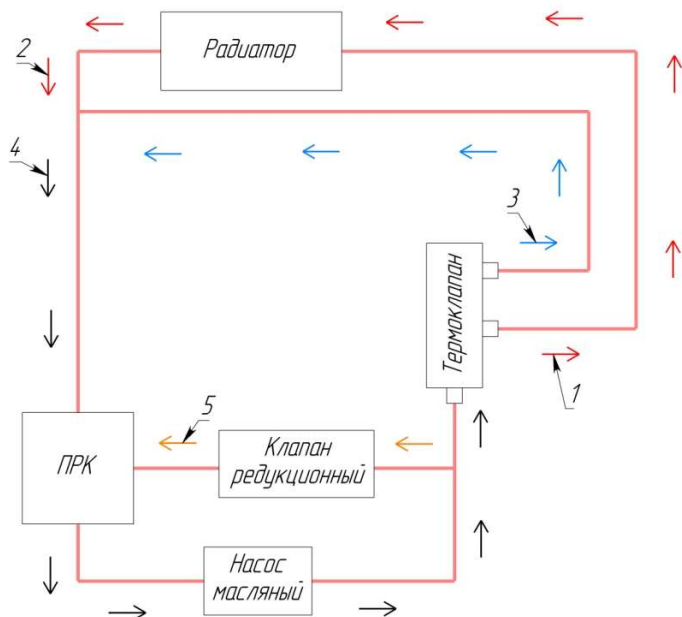 2
Радиатор
4
3
Термоклапан
1
5
Клапан
редукционный
ПРК
Насос
масляный